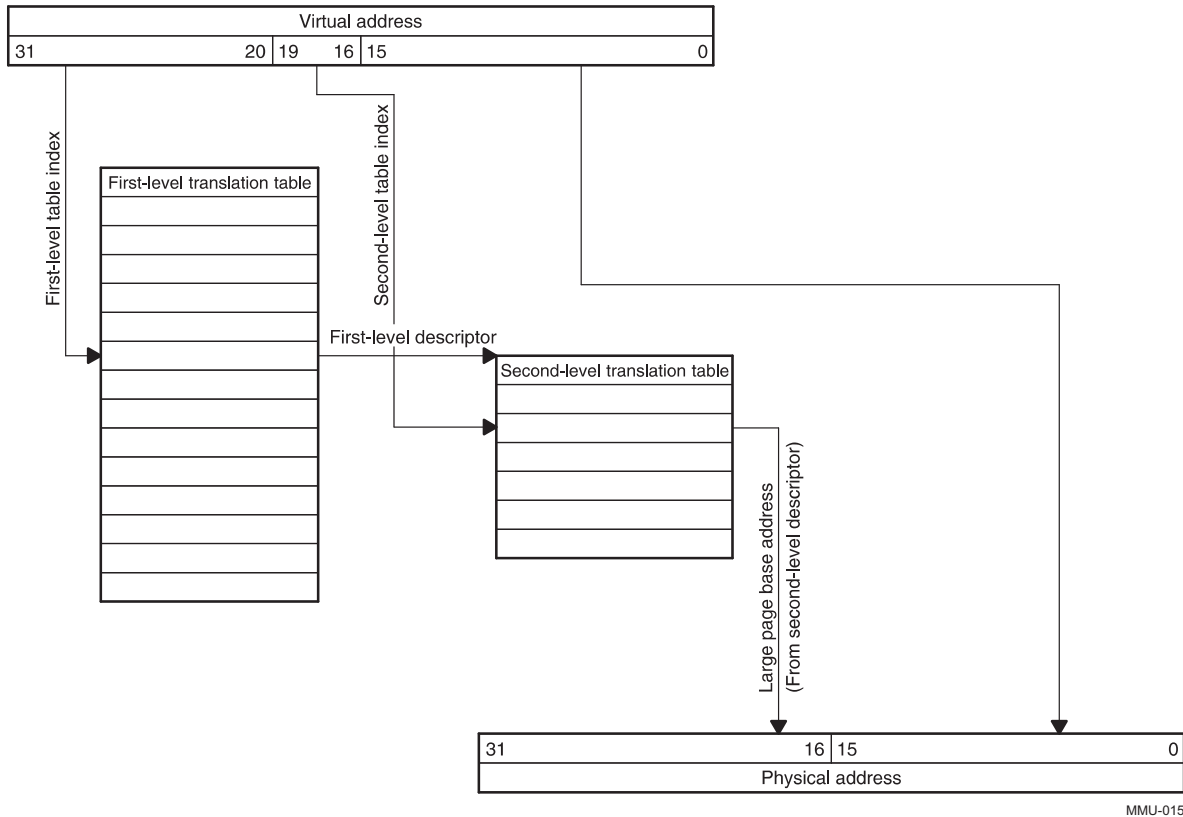 Virtual address
31 20 19 16 15 0
First-level table index
Second-level table index
First-level translation table
First-level descriptor
Second-level translation table
Large page base address
(From second-level descriptor)
31 16 15 0
Physical address
MMU-015